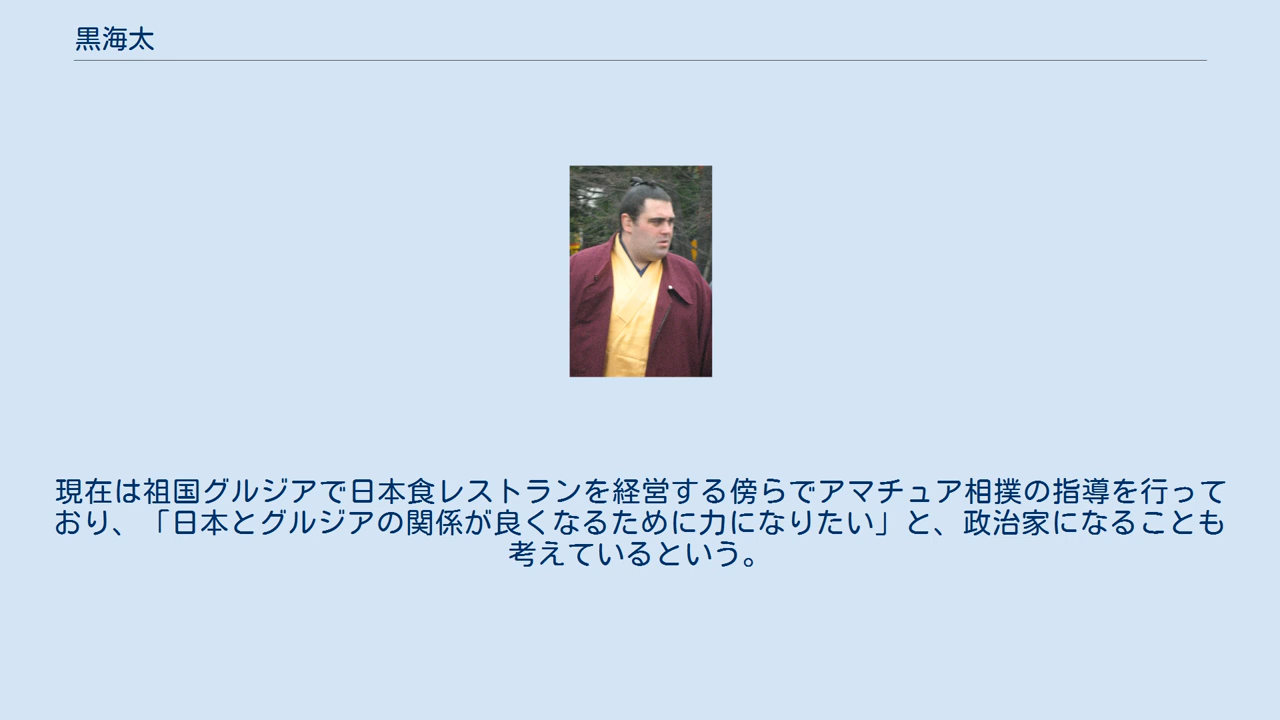 黒海太
現在は祖国グルジアで日本食レストランを経営する傍らでアマチュア相撲の指導を行って
おり、「日本とグルジアの関係が良くなるために力になりたい」と、政治家になることも
考えているという。